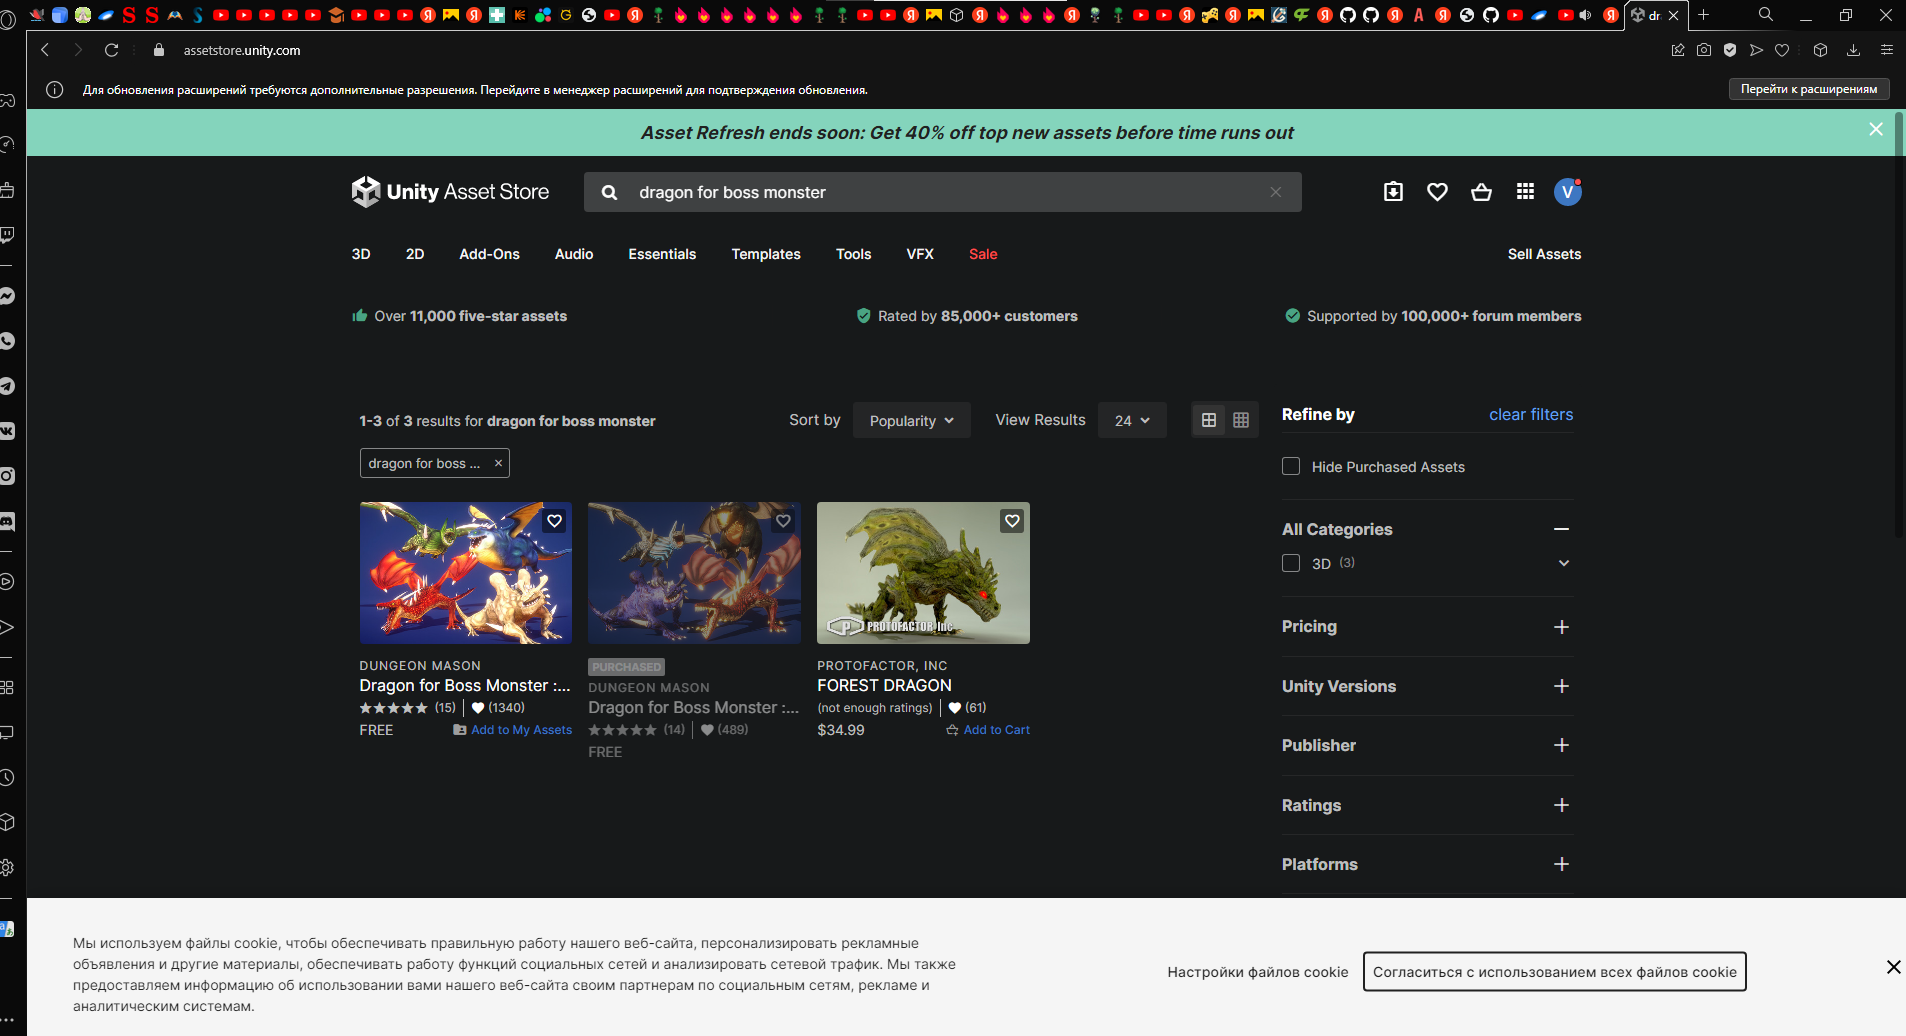 dr
assetstore.unity.com
Для обновления расширений требуются дополнительные разрешения. Перейдите в менеджер расширений для подтверждения обновления.
Перейти к расширениям
Asset Refresh ends soon: Get 40% off top new assets before time runs out
Unity Asset Store
dragon for boss monster
V
3D
2D
Add-Ons
Audio
Essentials
Templates
Tools
VFX
Sale
Sell Assets
Over 11,000 five-star assets
Rated by 85,000+ customers
Supported by 100,000+ forum members
1-3 of 3 results for dragon for boss monster
Sort by
Popularity
View Results
24
dragon for boss ...
PROTOFACTOR, Inc
DUNGEON MASON
Dragon for Boss Monster :...
(15)
(1340)
FREE
Add to My Assets
PURCHASED
DUNGEON MASON
Dragon for Boss Monster :...
(14)
(489)
FREE
PROTOFACTOR, INC
FOREST DRAGON
(not enough ratings)
(61)
$34.99
Add to Cart
Refine by
clear filters
Hide Purchased Assets
All Categories
3D (3)
Pricing
Unity Versions
Publisher
Ratings
Platforms
Мы используем файлы cookie, чтобы обеспечивать правильную работу нашего веб-сайта, персонализировать рекламные
объявления и другие материалы, обеспечивать работу функций социальных сетей и анализировать сетевой трафик. Мы также
предоставляем информацию об использовании вами нашего веб-сайта своим партнерам по социальным сетям, рекламе и
аналитическим системам.
Настройки файлов cookie
Согласиться с использованием всех файлов cookie